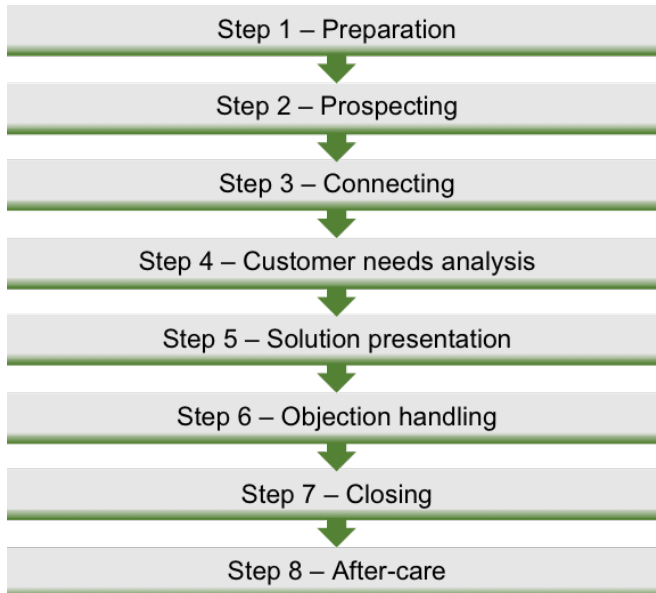 Step 1 – Preparation
Step 2 – Prospecting
Step 3 – Connecting
Step 4 – Customer needs analysis
Step 5 – Solution presentation
Step 6 – Objection handling
Step 7 – Closing
Step 8 – After-care